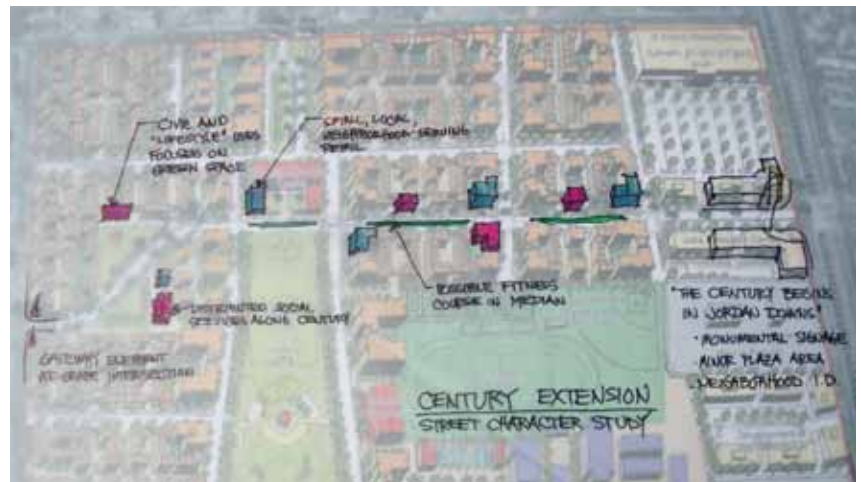 CIVIC AND
"LIFESTYLE" USES
FOCUSED ON
GREEN SPACE
SMALL, LOCAL,
NEIGHBORHOOD-SERVING
RETAIL
POSSIBLE FITNESS
COURSE IN MEDIAN
DISTRIBUTED SOCIAL
SERVICES ALONG CENTURY
GATEWAY ELEMENT
AT-GRADE INTERSECTION
"THE CENTURY BEGINS
IN JORDAN DOWNS"
• MONUMENTAL SIGNAGE
• MINOR PLAZA AREA
• NEIGHBORHOOD I.D.
CENTURY EXTENSION
STREET CHARACTER STUDY